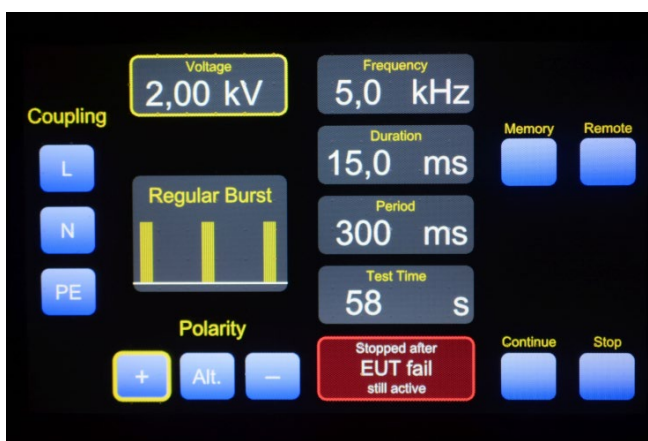 Voltage
2,00 kV
Frequency
5,0 kHz
Coupling
Duration
15,0 ms
Memory
Remote
L
Regular Burst
Period
300 ms
N
Test Time
58 s
PE
Polarity
+
Alt.
–
Stopped after
EUT fail
still active
Continue
Stop